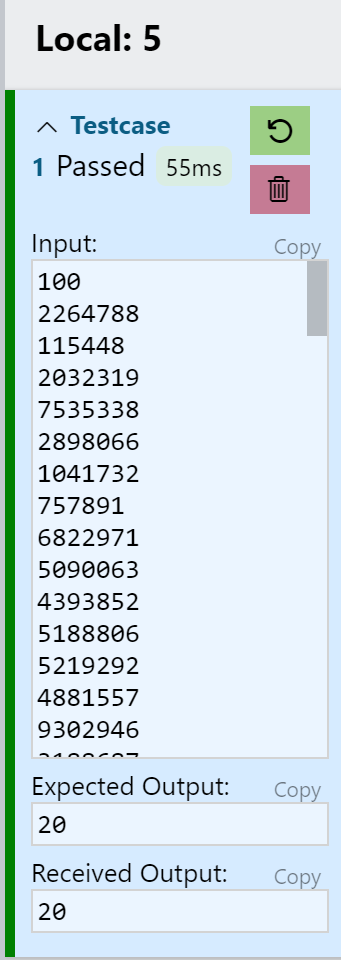 Local: 5
Testcase
1 Passed 55ms
Input:
Copy
100
2264788
115448
2032319
7535338
2898066
1041732
757891
6822971
5090063
4393852
5188806
5219292
4881557
9302946
Expected Output:
Copy
20
Received Output:
Copy
20